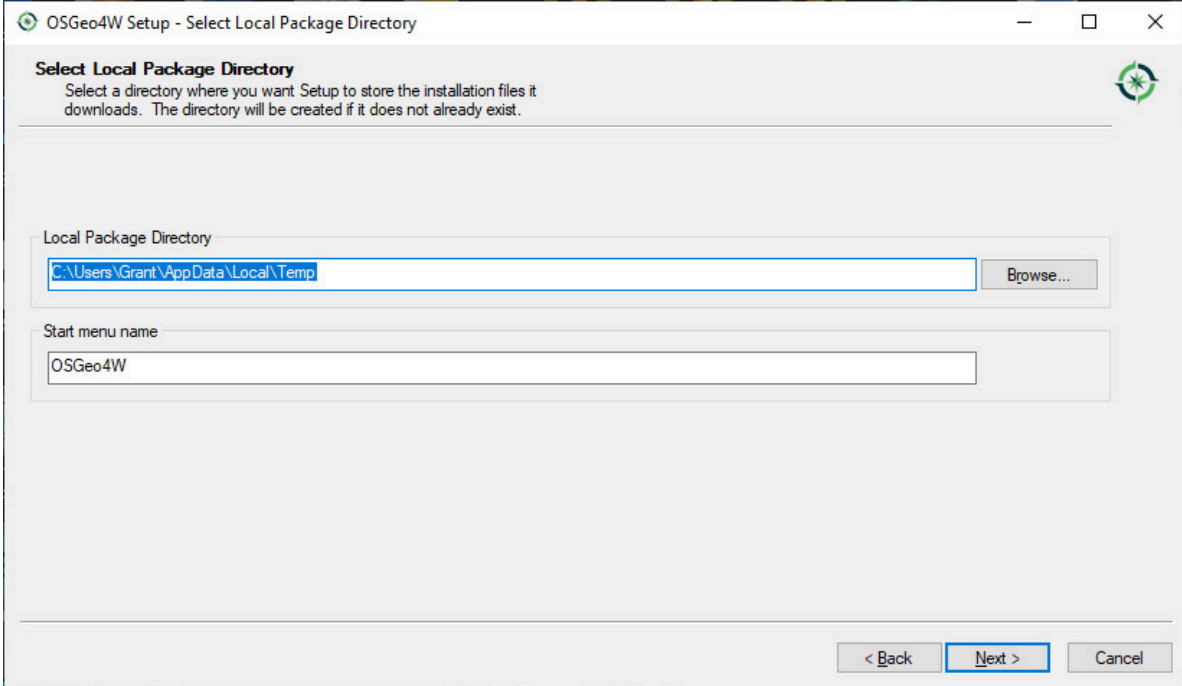 OSGeo4W Setup - Select Local Package Directory
Select Local Package Directory
Select a directory where you want Setup to store the installation files it
downloads. The directory will be created if it does not already exist.
Local Package Directory
C:\Users\Grant\AppData\Local\Temp
Browse...
Start menu name
OSGeo4W
< Back
Next >
Cancel